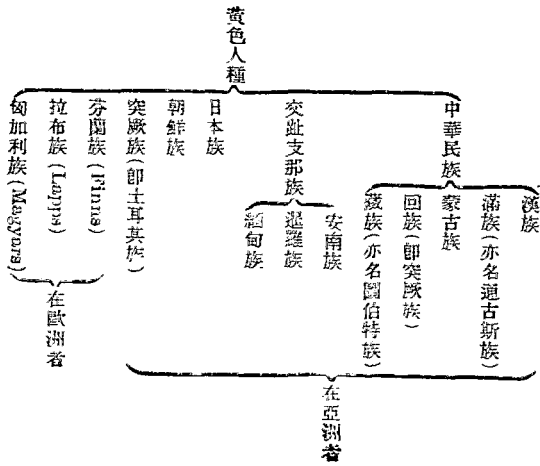 黃色人種
中華民族
漢族
滿族(亦名通古斯族)
蒙古族
回族(卽突厥族)
藏族(亦名圖伯特族)
交趾支那族
安南族
暹羅族
緬甸族
日本族
朝鮮族
突厥族(卽土耳其族)
芬蘭族(Finns)
拉布族(Lapps)
匈加利族(Magyars)
在亞洲者
在歐洲者